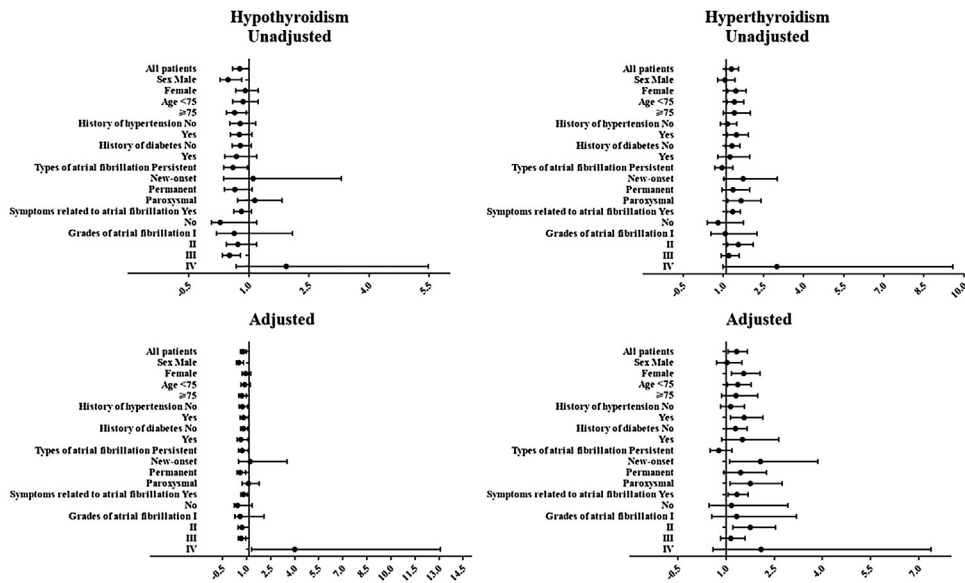 Hypothyroidism
Unadjusted
All patients
Sex Male
Female
Age <75
≥75
History of hypertension No
Yes
History of diabetes No
Yes
Types of atrial fibrillation Persistent
New-onset
Permanent
Paroxysmal
Symptoms related to atrial fibrillation Yes
No
Grades of atrial fibrillation I
II
III
IV
-0.5 1.0 2.5 4.0 5.5
Hyperthyroidism
Unadjusted
All patients
Sex Male
Female
Age <75
≥75
History of hypertension No
Yes
History of diabetes No
Yes
Types of atrial fibrillation Persistent
New-onset
Permanent
Paroxysmal
Symptoms related to atrial fibrillation Yes
No
Grades of atrial fibrillation I
II
III
IV
-0.5 1.0 2.5 4.0 5.5 7.0 8.5 10.0
Adjusted
All patients
Sex Male
Female
Age <75
≥75
History of hypertension No
Yes
History of diabetes No
Yes
Types of atrial fibrillation Persistent
New-onset
Permanent
Paroxysmal
Symptoms related to atrial fibrillation Yes
No
Grades of atrial fibrillation I
II
III
IV
-0.5 1.0 2.5 4.0 5.5 7.0 8.5 10.0 11.5 13.0 14.5
Adjusted
All patients
Sex Male
Female
Age <75
≥75
History of hypertension No
Yes
History of diabetes No
Yes
Types of atrial fibrillation Persistent
New-onset
Permanent
Paroxysmal
Symptoms related to atrial fibrillation Yes
No
Grades of atrial fibrillation I
II
III
IV
-0.5 1.0 2.5 4.0 5.5 7.0